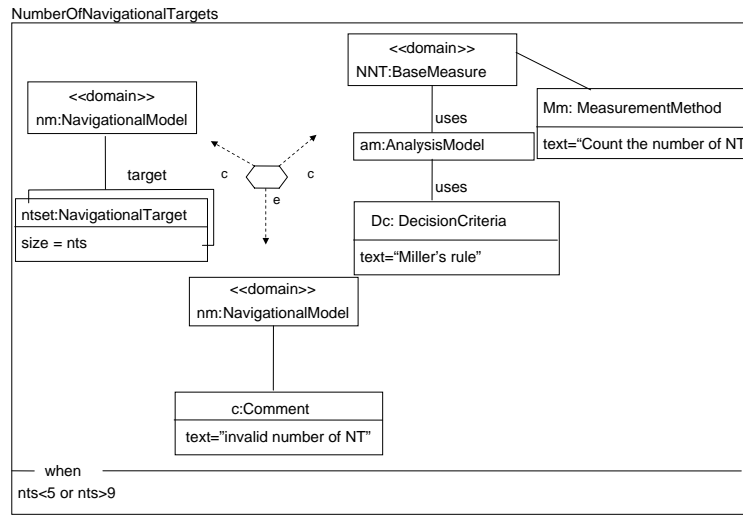 NumberOfNavigationalTargets
<<domain>>
nm:NavigationalModel
target
ntset:NavigationalTarget
size = nts
c
c
e
<<domain>>
NNT:BaseMeasure
uses
am:AnalysisModel
uses
Mm: MeasurementMethod
text=“Count the number of NT
Dc: DecisionCriteria
text=“Miller’s rule”
<<domain>>
nm:NavigationalModel
c:Comment
text=”invalid number of NT”
when
nts<5 or nts>9